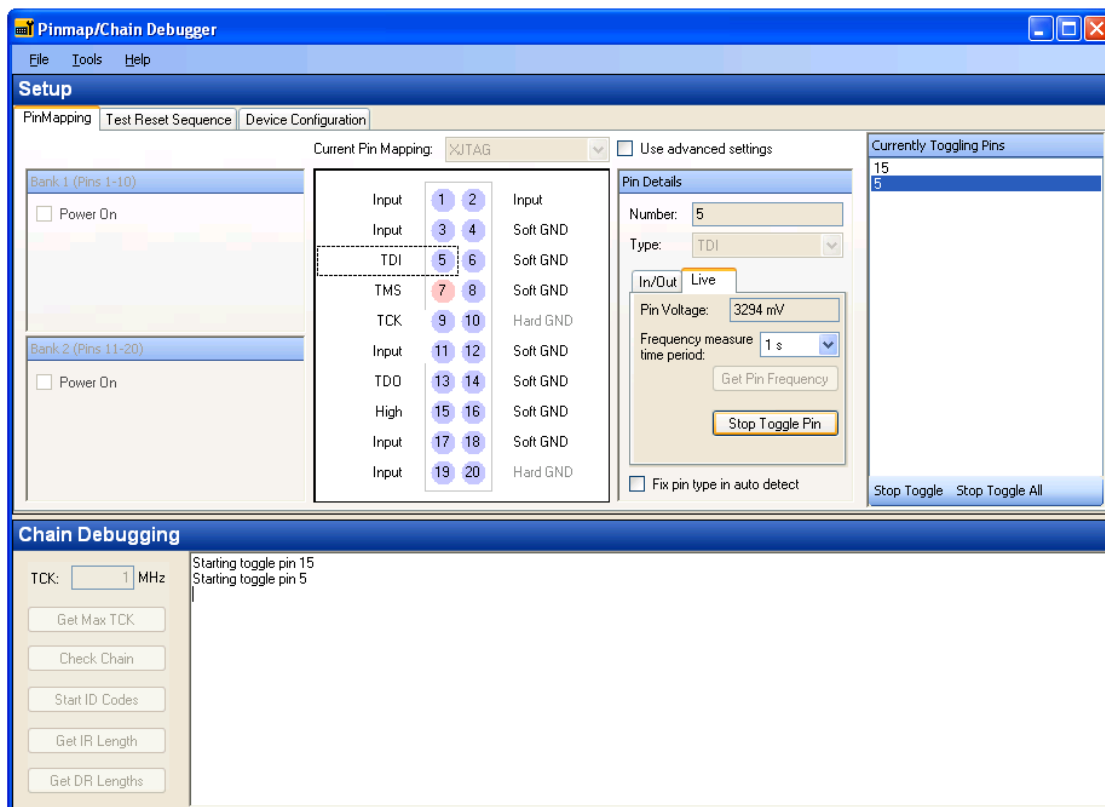 Pinmap/Chain Debugger
File Tools Help
Setup
PinMapping Test Reset Sequence Device Configuration
Current Pin Mapping: XJTAG Use advanced settings
Currently Toggling Pins
15
5
Bank 1 (Pins 1-10)
Power On
Bank 2 (Pins 11-20)
Power On
Input 1 2 Input
Input 3 4 Soft GND
TDI 5 6 Soft GND
TMS 7 8 Soft GND
TCK 9 10 Hard GND
Input 11 12 Soft GND
TDO 13 14 Soft GND
High 15 16 Soft GND
Input 17 18 Soft GND
Input 19 20 Hard GND
Pin Details
Number: 5
Type: TDI
In/Out Live
Pin Voltage: 3294 mV
Frequency measure
time period: 1 s
Get Pin Frequency
Stop Toggle Pin
Fix pin type in auto detect
Stop Toggle Stop Toggle All
Chain Debugging
TCK: 1 MHz
Get Max TCK
Check Chain
Start ID Codes
Get IR Length
Get DR Lengths
Starting toggle pin 15
Starting toggle pin 5